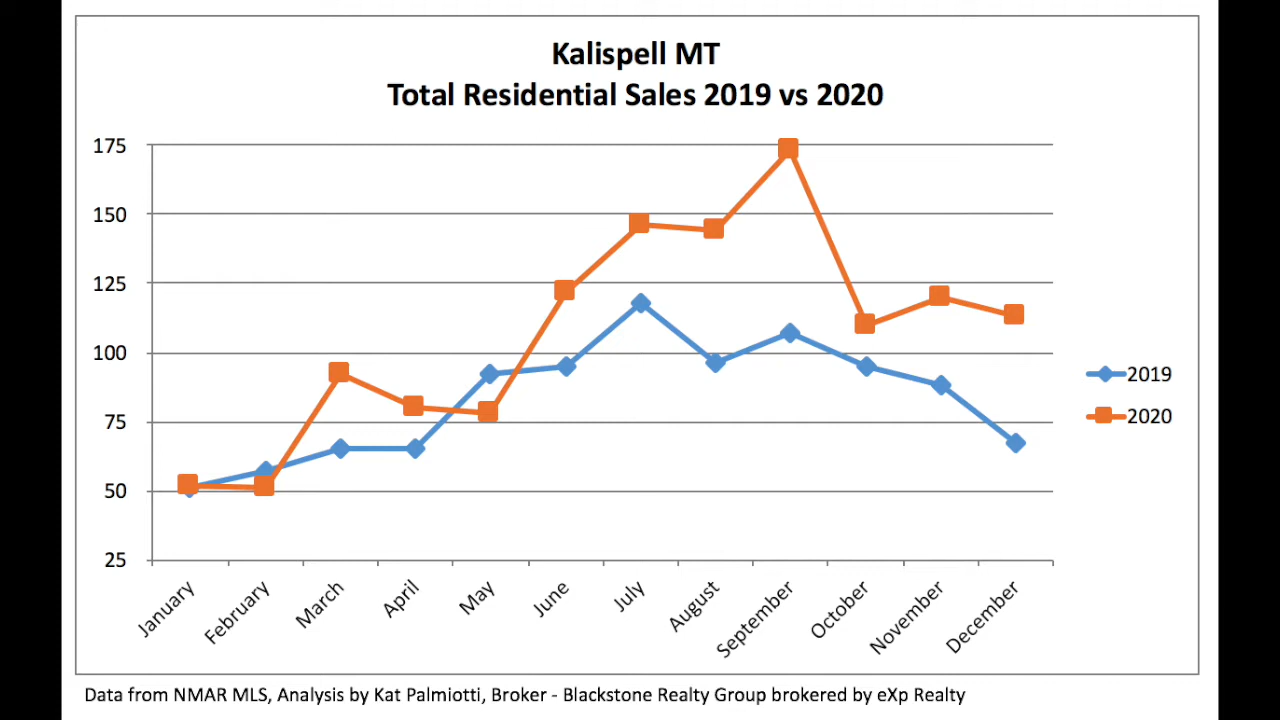 Kalispell MT
Total Residential Sales 2019 vs 2020
175
150
125
100
75
50
25
January
February
March
April
May
June
July
August
September
October
November
December
2019
2020
Data from NMAR MLS, Analysis by Kat Palmiotti, Broker - Blackstone Realty Group brokered by eXp Realty